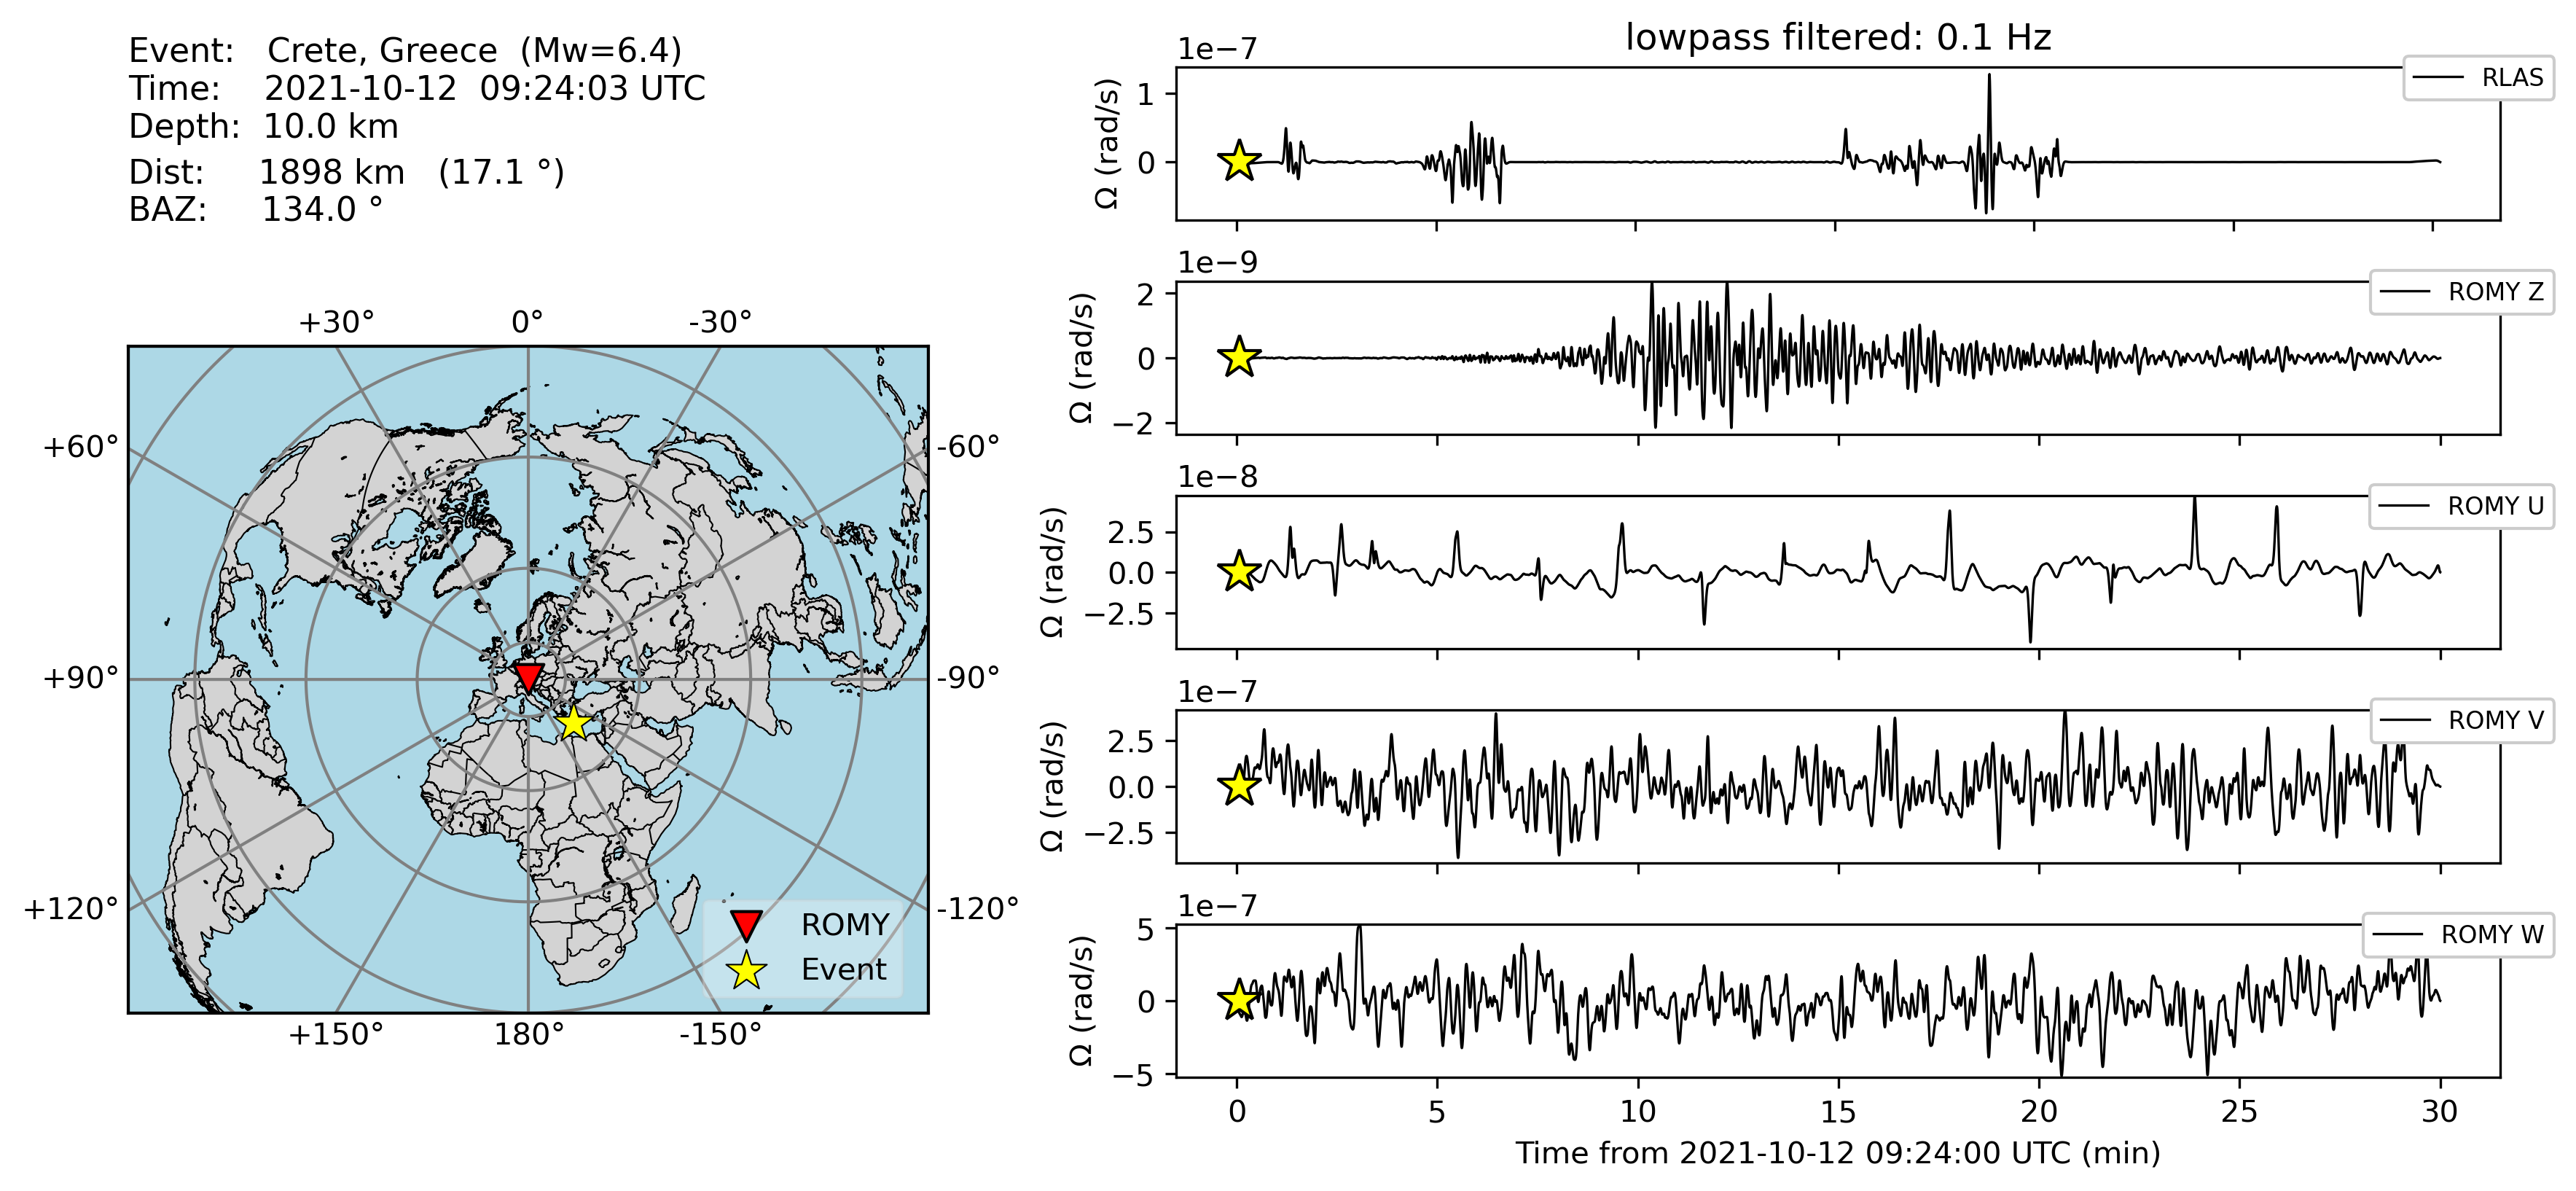 Event: Crete, Greece (Mw=6.4)
Time: 2021-10-12 09:24:03 UTC
Depth: 10.0 km
Dist: 1898 km (17.1 °)
BAZ: 134.0 °
+30° 0° -30°
+60° -60°
+90° -90°
+120° -120°
+150° 180° -150°
ROMY
Event
lowpass filtered: 0.1 Hz
1e−7
RLAS
Ω (rad/s)
1
0
1e−9
ROMY Z
Ω (rad/s)
2
0
−2
1e−8
ROMY U
Ω (rad/s)
2.5
0.0
−2.5
1e−7
ROMY V
Ω (rad/s)
2.5
0.0
−2.5
1e−7
ROMY W
Ω (rad/s)
5
0
−5
0 5 10 15 20 25 30
Time from 2021-10-12 09:24:00 UTC (min)